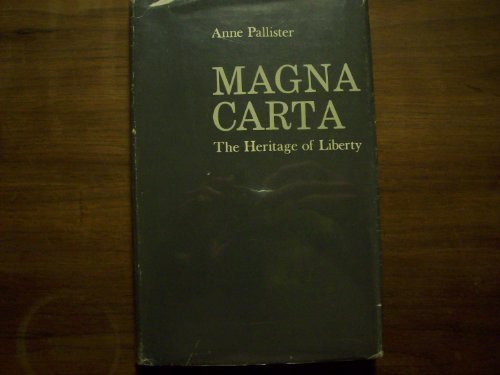 Anne Pallister
MAGNA
CARTA
The Heritage of Liberty